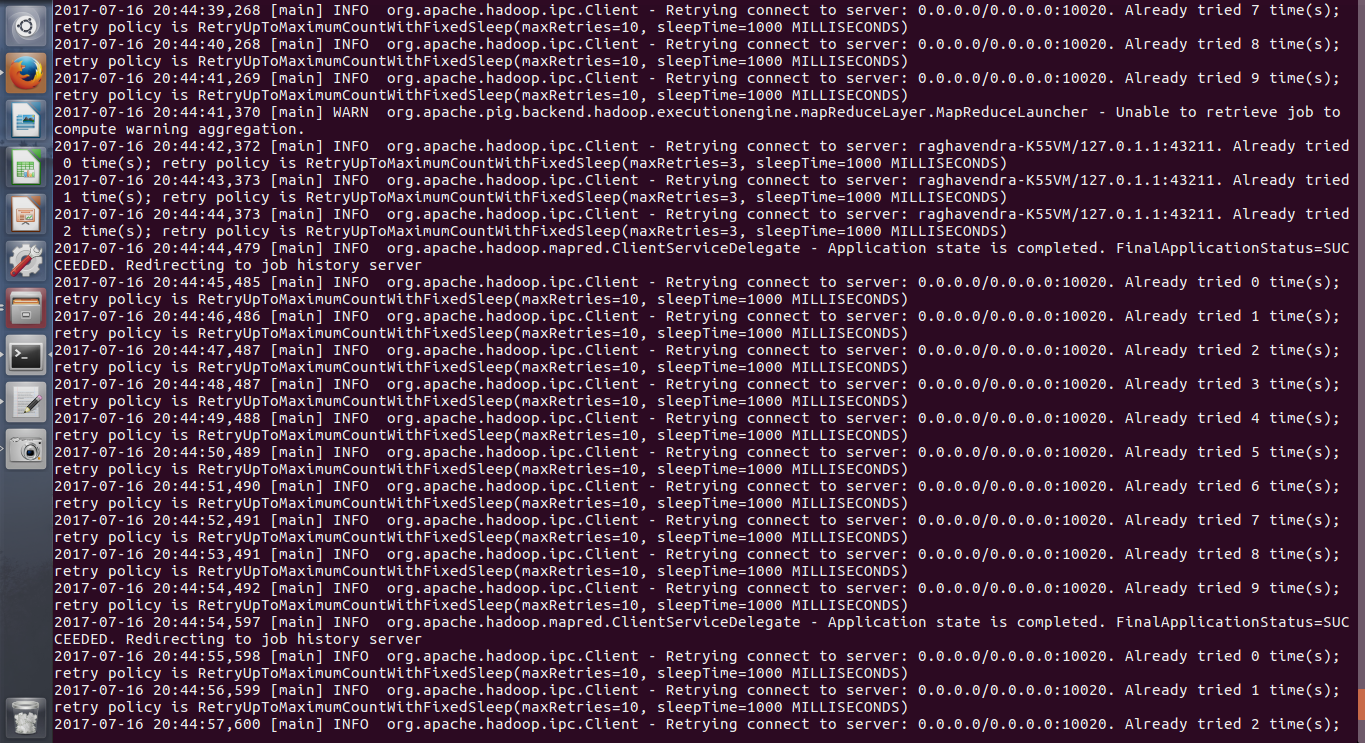 2017-07-16 20:44:39,268 [main] INFO  org.apache.hadoop.ipc.Client - Retrying connect to server: 0.0.0.0/0.0.0.0:10020. Already tried 7 time(s);
retry policy is RetryUpToMaximumCountWithFixedSleep(maxRetries=10, sleepTime=1000 MILLISECONDS)
2017-07-16 20:44:40,268 [main] INFO  org.apache.hadoop.ipc.Client - Retrying connect to server: 0.0.0.0/0.0.0.0:10020. Already tried 8 time(s);
retry policy is RetryUpToMaximumCountWithFixedSleep(maxRetries=10, sleepTime=1000 MILLISECONDS)
2017-07-16 20:44:41,269 [main] INFO  org.apache.hadoop.ipc.Client - Retrying connect to server: 0.0.0.0/0.0.0.0:10020. Already tried 9 time(s);
retry policy is RetryUpToMaximumCountWithFixedSleep(maxRetries=10, sleepTime=1000 MILLISECONDS)
2017-07-16 20:44:41,370 [main] WARN  org.apache.pig.backend.hadoop.executionengine.mapReduceLayer.MapReduceLauncher - Unable to retrieve job to
compute warning aggregation.
2017-07-16 20:44:42,372 [main] INFO  org.apache.hadoop.ipc.Client - Retrying connect to server: raghavendra-K55VM/127.0.1.1:43211. Already tried
0 time(s); retry policy is RetryUpToMaximumCountWithFixedSleep(maxRetries=3, sleepTime=1000 MILLISECONDS)
2017-07-16 20:44:43,373 [main] INFO  org.apache.hadoop.ipc.Client - Retrying connect to server: raghavendra-K55VM/127.0.1.1:43211. Already tried
1 time(s); retry policy is RetryUpToMaximumCountWithFixedSleep(maxRetries=3, sleepTime=1000 MILLISECONDS)
2017-07-16 20:44:44,373 [main] INFO  org.apache.hadoop.ipc.Client - Retrying connect to server: raghavendra-K55VM/127.0.1.1:43211. Already tried
2 time(s); retry policy is RetryUpToMaximumCountWithFixedSleep(maxRetries=3, sleepTime=1000 MILLISECONDS)
2017-07-16 20:44:44,479 [main] INFO  org.apache.hadoop.mapred.ClientServiceDelegate - Application state is completed. FinalApplicationStatus=SUC
CEEDED. Redirecting to job history server
2017-07-16 20:44:45,485 [main] INFO  org.apache.hadoop.ipc.Client - Retrying connect to server: 0.0.0.0/0.0.0.0:10020. Already tried 0 time(s);
retry policy is RetryUpToMaximumCountWithFixedSleep(maxRetries=10, sleepTime=1000 MILLISECONDS)
2017-07-16 20:44:46,486 [main] INFO  org.apache.hadoop.ipc.Client - Retrying connect to server: 0.0.0.0/0.0.0.0:10020. Already tried 1 time(s);
retry policy is RetryUpToMaximumCountWithFixedSleep(maxRetries=10, sleepTime=1000 MILLISECONDS)
2017-07-16 20:44:47,487 [main] INFO  org.apache.hadoop.ipc.Client - Retrying connect to server: 0.0.0.0/0.0.0.0:10020. Already tried 2 time(s);
retry policy is RetryUpToMaximumCountWithFixedSleep(maxRetries=10, sleepTime=1000 MILLISECONDS)
2017-07-16 20:44:48,487 [main] INFO  org.apache.hadoop.ipc.Client - Retrying connect to server: 0.0.0.0/0.0.0.0:10020. Already tried 3 time(s);
retry policy is RetryUpToMaximumCountWithFixedSleep(maxRetries=10, sleepTime=1000 MILLISECONDS)
2017-07-16 20:44:49,488 [main] INFO  org.apache.hadoop.ipc.Client - Retrying connect to server: 0.0.0.0/0.0.0.0:10020. Already tried 4 time(s);
retry policy is RetryUpToMaximumCountWithFixedSleep(maxRetries=10, sleepTime=1000 MILLISECONDS)
2017-07-16 20:44:50,489 [main] INFO  org.apache.hadoop.ipc.Client - Retrying connect to server: 0.0.0.0/0.0.0.0:10020. Already tried 5 time(s);
retry policy is RetryUpToMaximumCountWithFixedSleep(maxRetries=10, sleepTime=1000 MILLISECONDS)
2017-07-16 20:44:51,490 [main] INFO  org.apache.hadoop.ipc.Client - Retrying connect to server: 0.0.0.0/0.0.0.0:10020. Already tried 6 time(s);
retry policy is RetryUpToMaximumCountWithFixedSleep(maxRetries=10, sleepTime=1000 MILLISECONDS)
2017-07-16 20:44:52,491 [main] INFO  org.apache.hadoop.ipc.Client - Retrying connect to server: 0.0.0.0/0.0.0.0:10020. Already tried 7 time(s);
retry policy is RetryUpToMaximumCountWithFixedSleep(maxRetries=10, sleepTime=1000 MILLISECONDS)
2017-07-16 20:44:53,491 [main] INFO  org.apache.hadoop.ipc.Client - Retrying connect to server: 0.0.0.0/0.0.0.0:10020. Already tried 8 time(s);
retry policy is RetryUpToMaximumCountWithFixedSleep(maxRetries=10, sleepTime=1000 MILLISECONDS)
2017-07-16 20:44:54,492 [main] INFO  org.apache.hadoop.ipc.Client - Retrying connect to server: 0.0.0.0/0.0.0.0:10020. Already tried 9 time(s);
retry policy is RetryUpToMaximumCountWithFixedSleep(maxRetries=10, sleepTime=1000 MILLISECONDS)
2017-07-16 20:44:54,597 [main] INFO  org.apache.hadoop.mapred.ClientServiceDelegate - Application state is completed. FinalApplicationStatus=SUC
CEEDED. Redirecting to job history server
2017-07-16 20:44:55,598 [main] INFO  org.apache.hadoop.ipc.Client - Retrying connect to server: 0.0.0.0/0.0.0.0:10020. Already tried 0 time(s);
retry policy is RetryUpToMaximumCountWithFixedSleep(maxRetries=10, sleepTime=1000 MILLISECONDS)
2017-07-16 20:44:56,599 [main] INFO  org.apache.hadoop.ipc.Client - Retrying connect to server: 0.0.0.0/0.0.0.0:10020. Already tried 1 time(s);
retry policy is RetryUpToMaximumCountWithFixedSleep(maxRetries=10, sleepTime=1000 MILLISECONDS)
2017-07-16 20:44:57,600 [main] INFO  org.apache.hadoop.ipc.Client - Retrying connect to server: 0.0.0.0/0.0.0.0:10020. Already tried 2 time(s);